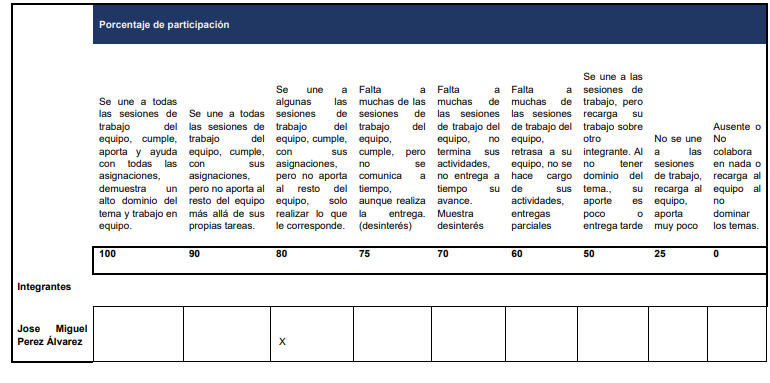 Porcentaje de participación
Se une a todas
las sesiones de
trabajo del
equipo, cumple,
aporta y ayuda
con todas las
asignaciones,
demuestra un
alto dominio del
tema y trabajo en
equipo.
Se une a todas
las sesiones de
trabajo del
equipo, cumple,
con sus
asignaciones,
pero no aporta al
resto del equipo
más allá de sus
propias tareas.
Se une a
algunas las
sesiones de
trabajo del
equipo, cumple,
con sus
asignaciones,
pero no aporta
al resto del
equipo, solo
realizar lo que
le corresponde.
Falta a
muchas de las
sesiones de
trabajo del
equipo,
cumple, pero
no se
comunica a
tiempo,
aunque realiza
la entrega.
(desinterés)
Falta a
muchas de
las sesiones
de trabajo del
equipo, no
termina sus
actividades,
no entrega a
tiempo su
avance.
Muestra
desinterés
Falta a
muchas de
las sesiones
de trabajo del
equipo,
retrasa a su
equipo, no se
hace cargo
de sus
actividades,
entregas
parciales
Se une a las
sesiones de
trabajo, pero
recarga su
trabajo sobre
otro
integrante. Al
no tener
dominio del
tema., su
aporte es
poco o
entrega tarde
No se une
a las
sesiones
de trabajo,
recarga al
equipo,
aporta
muy poco
Ausente o
No
colabora
en nada o
recarga al
equipo al
no
dominar
los temas.
100 90 80 75 70 60 50 25 0
Integrantes
Jose Miguel
Perez Álvarez
X